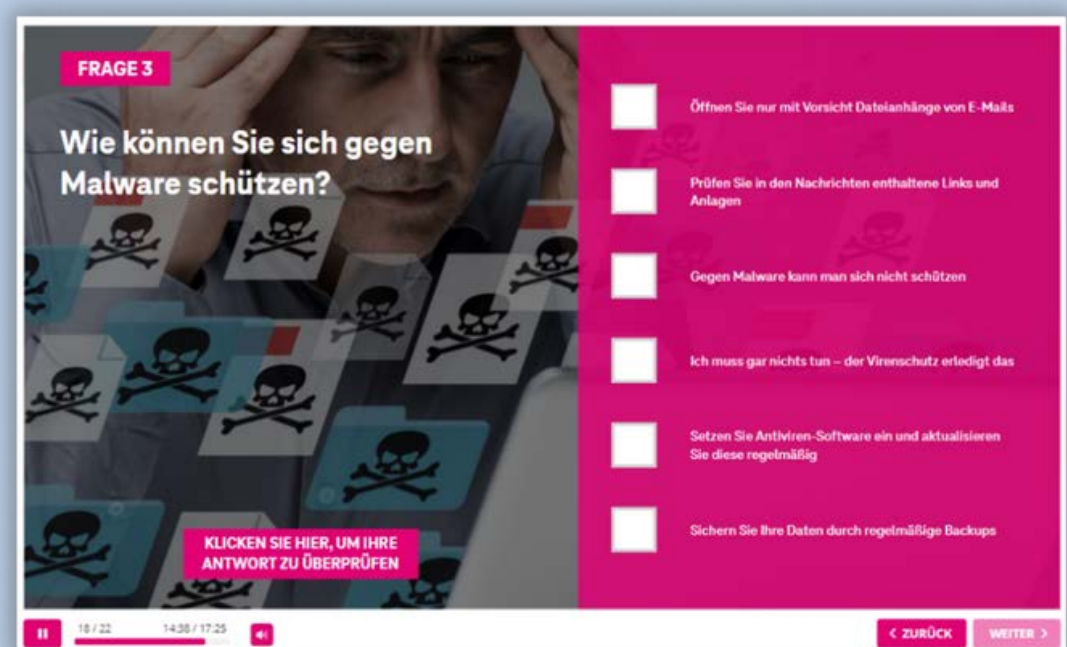 FRAGE 3
Wie können Sie sich gegen
Malware schützen?
KLICKEN SIE HIER, UM IHRE
ANTWORT ZU ÜBERPRÜFEN
Öffnen Sie nur mit Vorsicht Dateianhänge von E-Mails
Prüfen Sie in den Nachrichten enthaltene Links und
Anlagen
Gegen Malware kann man sich nicht schützen
Ich muss gar nichts tun – der Virenschutz erledigt das
Setzen Sie Antiviren-Software ein und aktualisieren
Sie diese regelmäßig
Sichern Sie Ihre Daten durch regelmäßige Backups
18 / 22 14:38 / 17:25
< ZURÜCK WEITER >